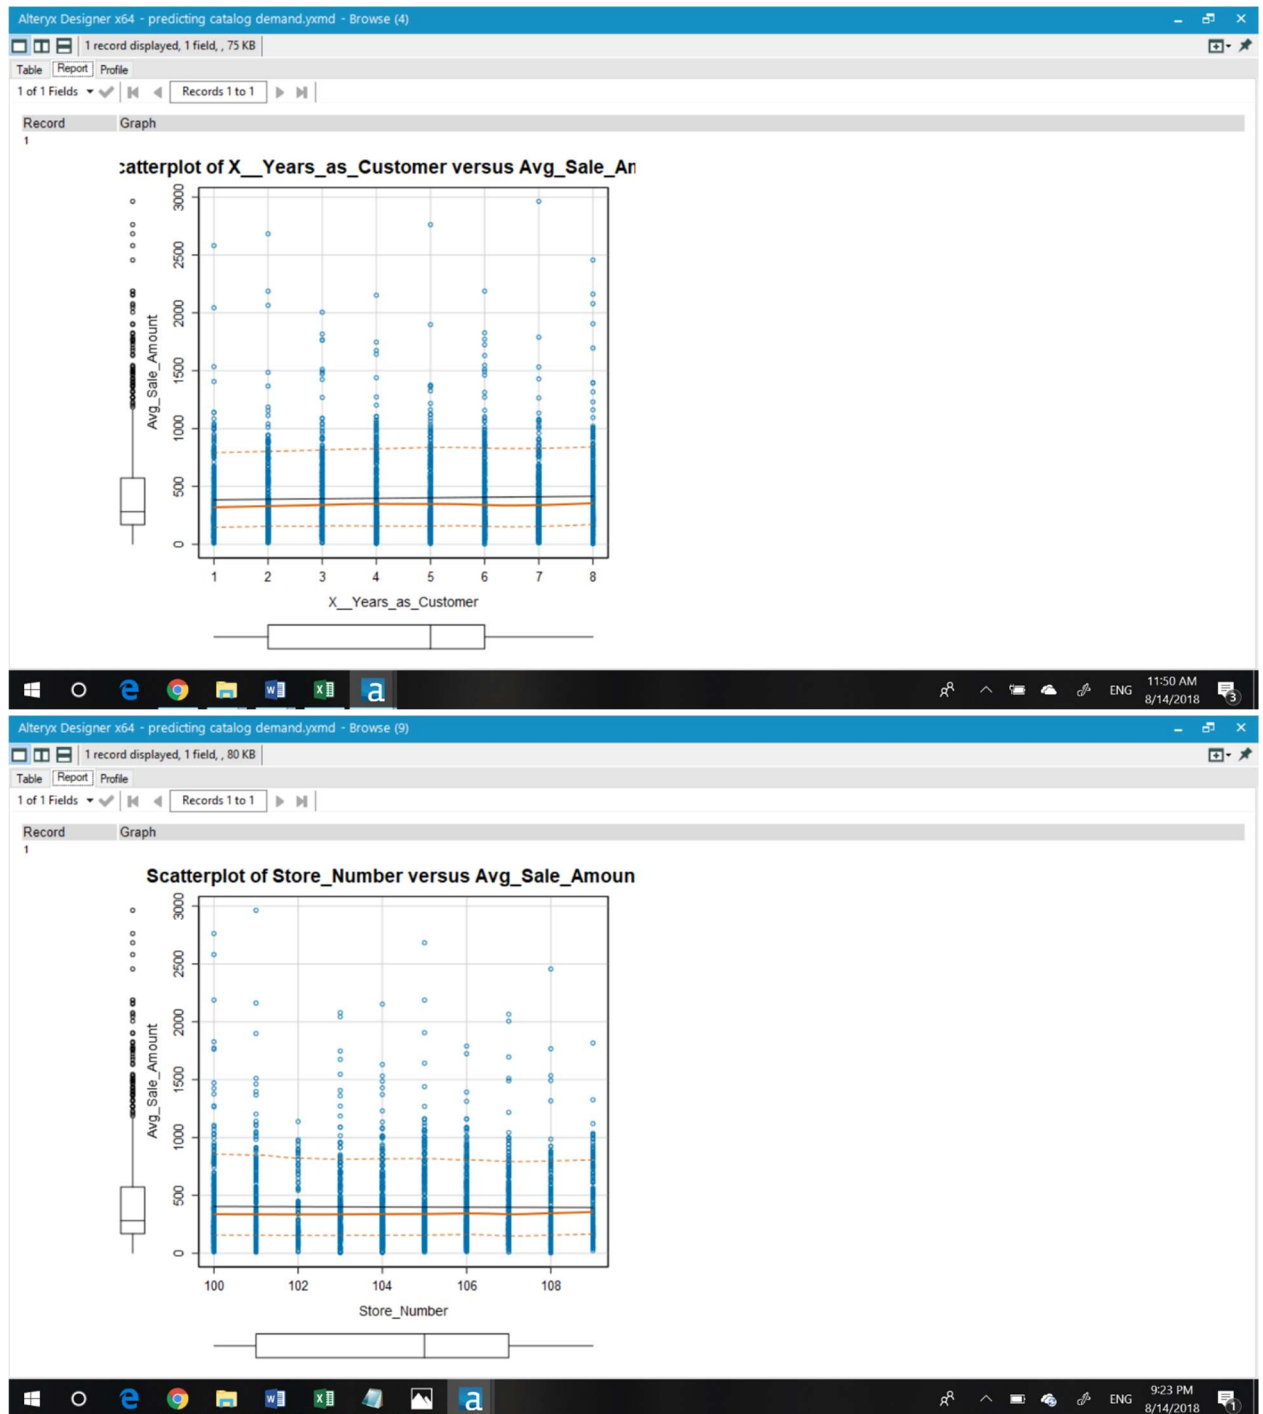 Alteryx Designer x64 - predicting catalog demand.yxmd - Browse (4)
1 record displayed, 1 field, , 75 KB
Table Report Profile
1 of 1 Fields Records 1 to 1
Record Graph
1
catterplot of X__Years_as_Customer versus Avg_Sale_An
3000
2500
2000
1500
1000
500
0
Avg_Sale_Amount
1 2 3 4 5 6 7 8
X__Years_as_Customer
ENG
11:50 AM
8/14/2018
3
Alteryx Designer x64 - predicting catalog demand.yxmd - Browse (9)
1 record displayed, 1 field, , 80 KB
Table Report Profile
1 of 1 Fields Records 1 to 1
Record Graph
1
Scatterplot of Store_Number versus Avg_Sale_Amoun
3000
2500
2000
1500
1000
500
0
Avg_Sale_Amount
100 102 104 106 108
Store_Number
ENG
9:23 PM
8/14/2018
1